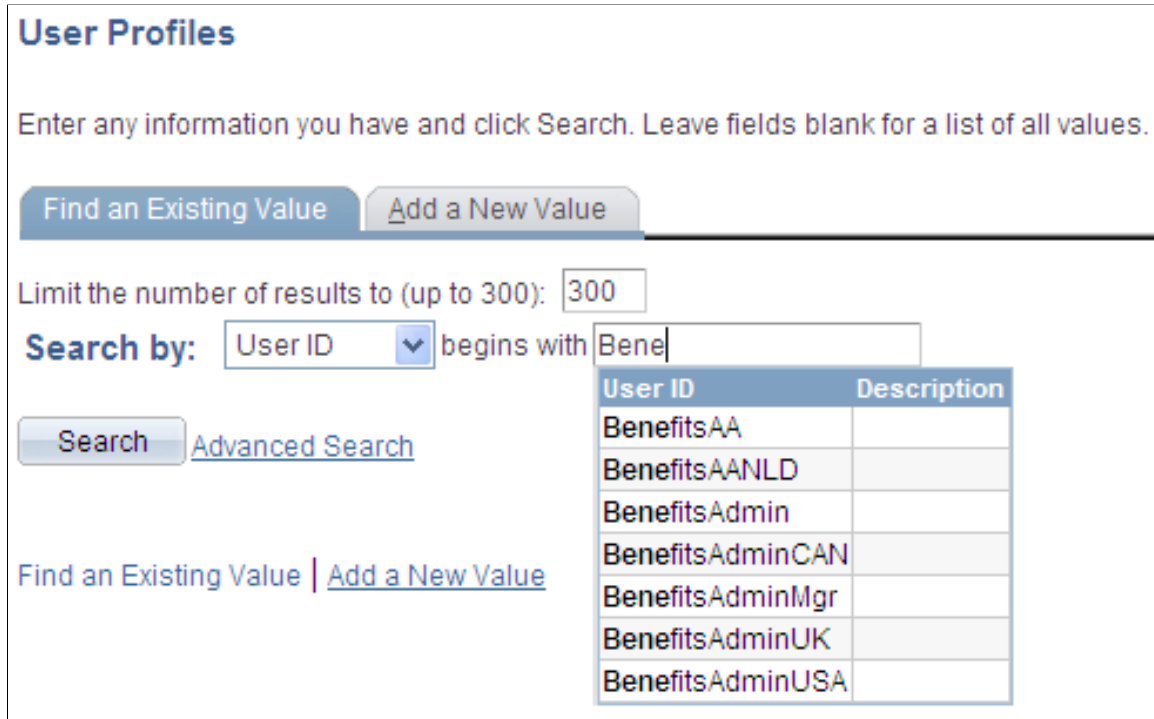 User Profiles
Enter any information you have and click Search. Leave fields blank for a list of all values.
Find an Existing Value Add a New Value
Limit the number of results to (up to 300): 300
Search by: User ID begins with Bene
User ID Description
BenefitsAA
Search Advanced Search
BenefitsAANLD
BenefitsAdmin
BenefitsAdminCAN
Find an Existing Value | Add a New Value
BenefitsAdminMgr
BenefitsAdminUK
BenefitsAdminUSA